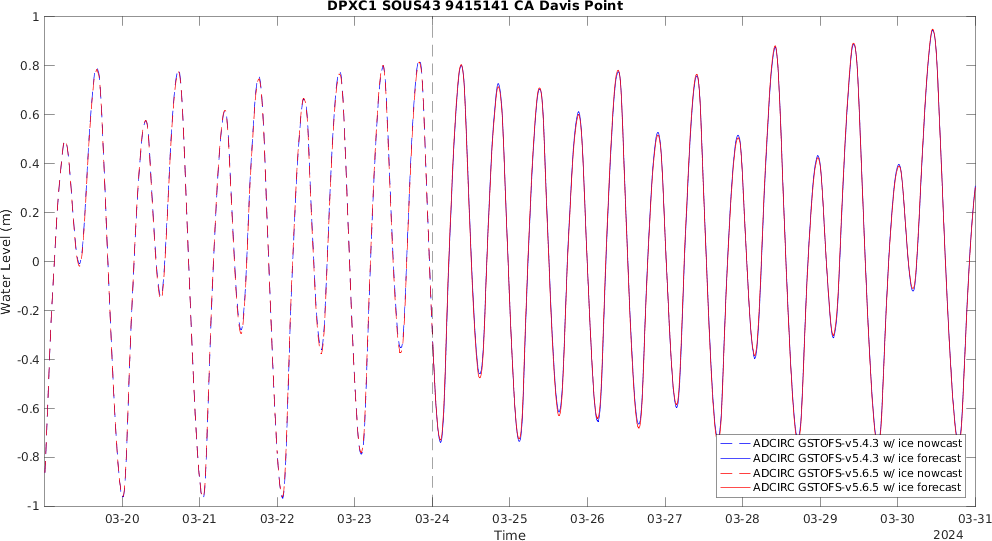 DPXC1 SOUS43 9415141 CA Davis Point
1
0.8
0.6
0.4
0.2
0
-0.2
-0.4
-0.6
-0.8
-1
Water Level (m)
ADCIRC GSTOFS-v5.4.3 w/ ice nowcast
ADCIRC GSTOFS-v5.4.3 w/ ice forecast
ADCIRC GSTOFS-v5.6.5 w/ ice nowcast
ADCIRC GSTOFS-v5.6.5 w/ ice forecast
03-20 03-21 03-22 03-23 03-24 03-25 03-26 03-27 03-28 03-29 03-30 03-31
Time
2024